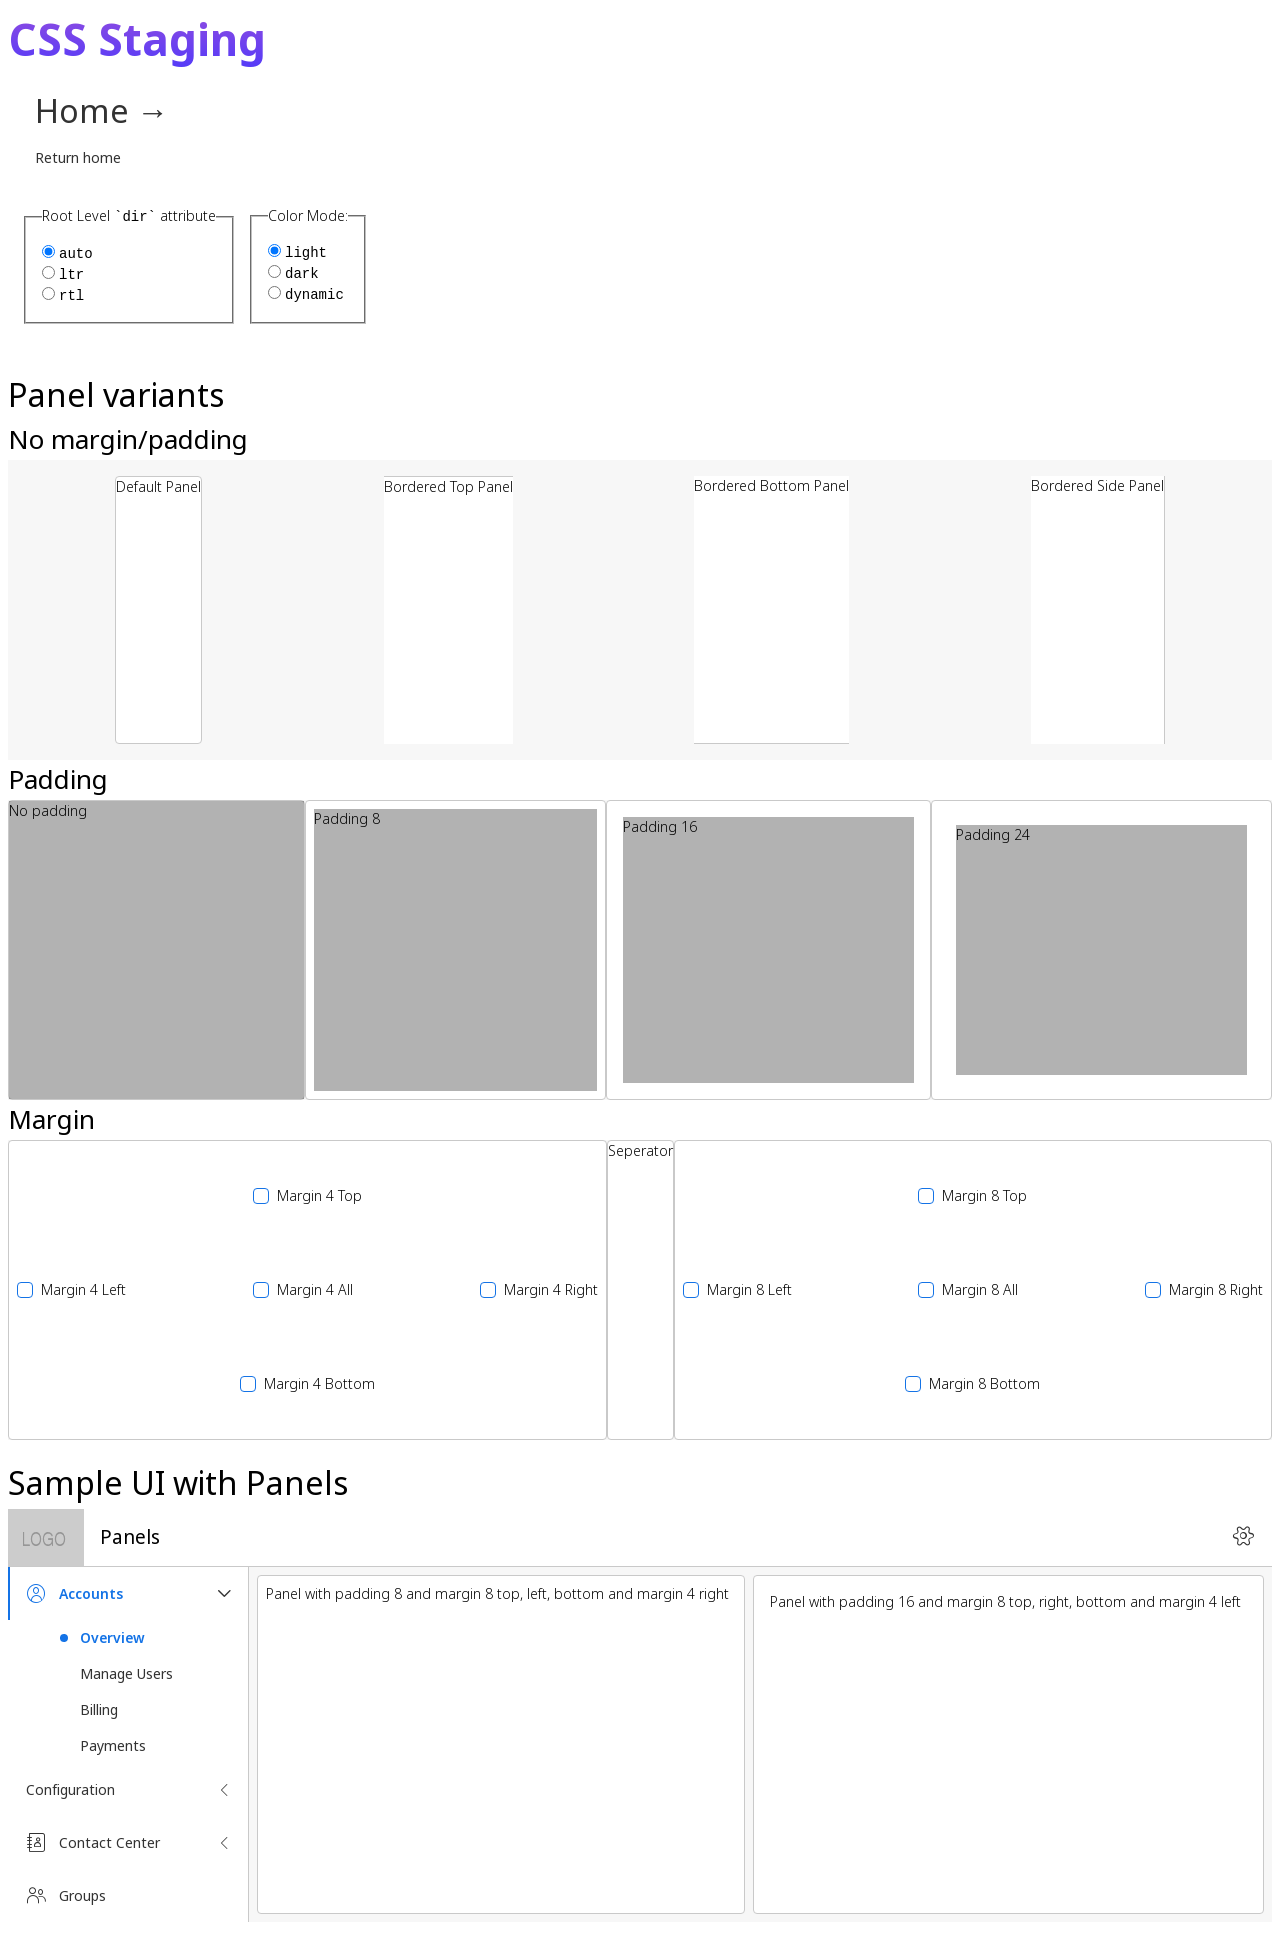 CSS Staging
Home →
Return home
Root Level `dir` attribute
auto
ltr
rtl
Color Mode:
light
dark
dynamic
Panel variants
No margin/padding
Default Panel
Bordered Top Panel
Bordered Bottom Panel
Bordered Side Panel
Padding
No padding
Padding 8
Padding 16
Padding 24
Margin
Margin 4 Top
Margin 4 Left
Margin 4 All
Margin 4 Right
Margin 4 Bottom
Seperator
Margin 8 Top
Margin 8 Left
Margin 8 All
Margin 8 Right
Margin 8 Bottom
Sample UI with Panels
LOGO
Panels
Accounts
Overview
Manage Users
Billing
Payments
Configuration
Contact Center
Groups
Panel with padding 8 and margin 8 top, left, bottom and margin 4 right
Panel with padding 16 and margin 8 top, right, bottom and margin 4 left